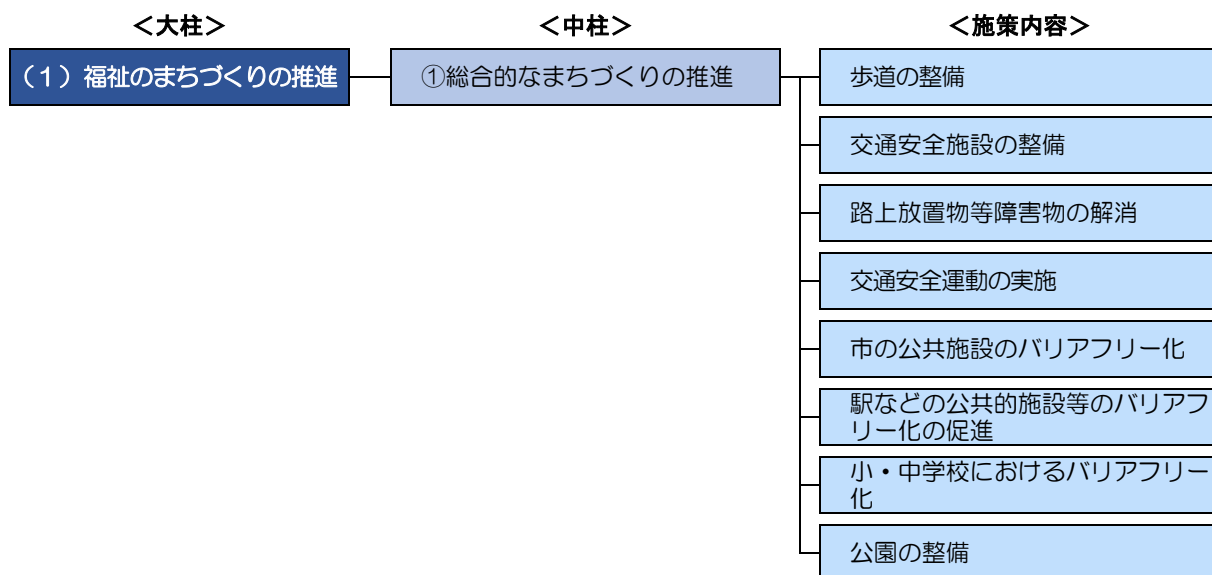 ＜大柱＞
＜中柱＞
＜施策内容＞
（１）福祉のまちづくりの推進
①総合的なまちづくりの推進
歩道の整備
交通安全施設の整備
路上放置物等障害物の解消
交通安全運動の実施
市の公共施設のバリアフリー化
駅などの公共的施設等のバリアフ
リー化の促進
小・中学校におけるバリアフリー
化
公園の整備